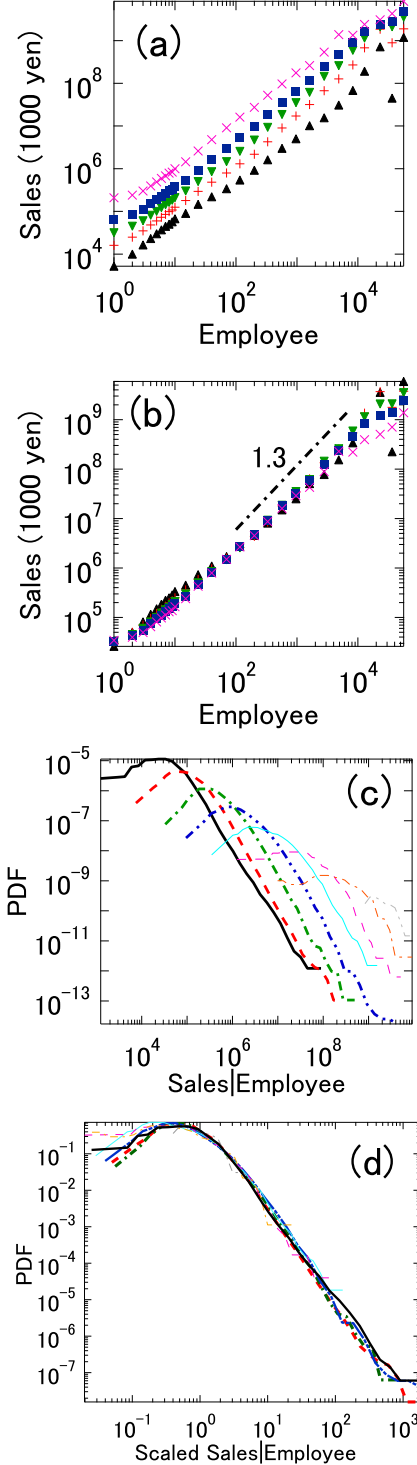 (a)
Sales (1000 yen)
10^8
10^6
10^4
10^0 10^2 10^4
Employee
(b)
1.3
Sales (1000 yen)
10^9
10^8
10^7
10^6
10^5
10^0 10^2 10^4
Employee
(c)
PDF
10^-5
10^-7
10^-9
10^-11
10^-13
10^4 10^6 10^8
Sales|Employee
(d)
PDF
10^-1
10^-2
10^-3
10^-4
10^-5
10^-6
10^-7
10^-1 10^0 10^1 10^2 10^3
Scaled Sales|Employee